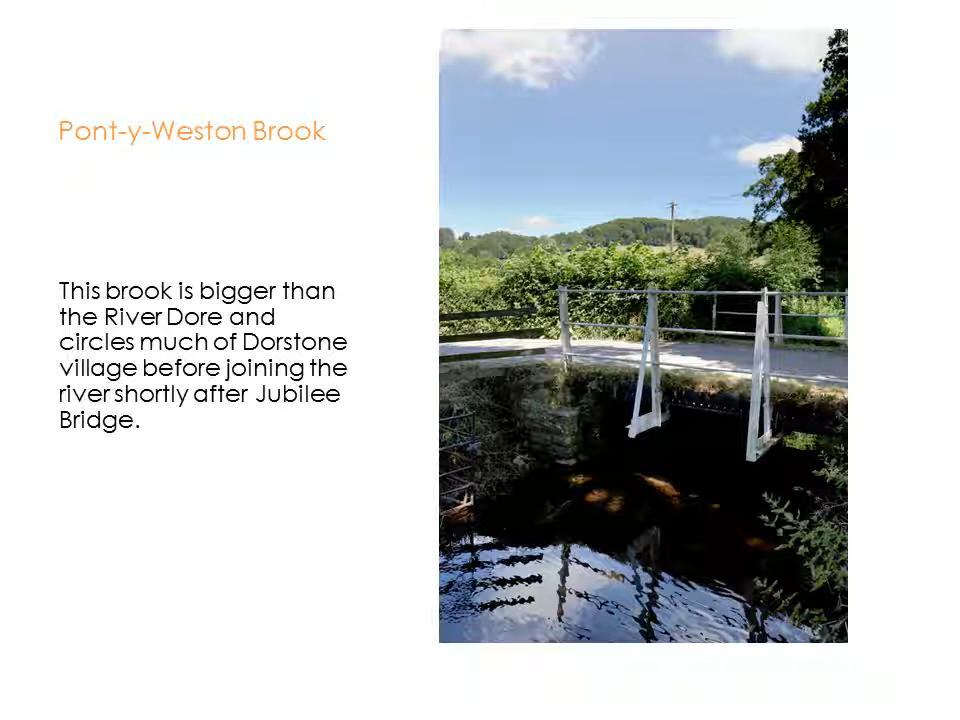 Pont-y-Weston Brook
This brook is bigger than
the River Dore and
circles much of Dorstone
village before joining the
river shortly after Jubilee
Bridge.